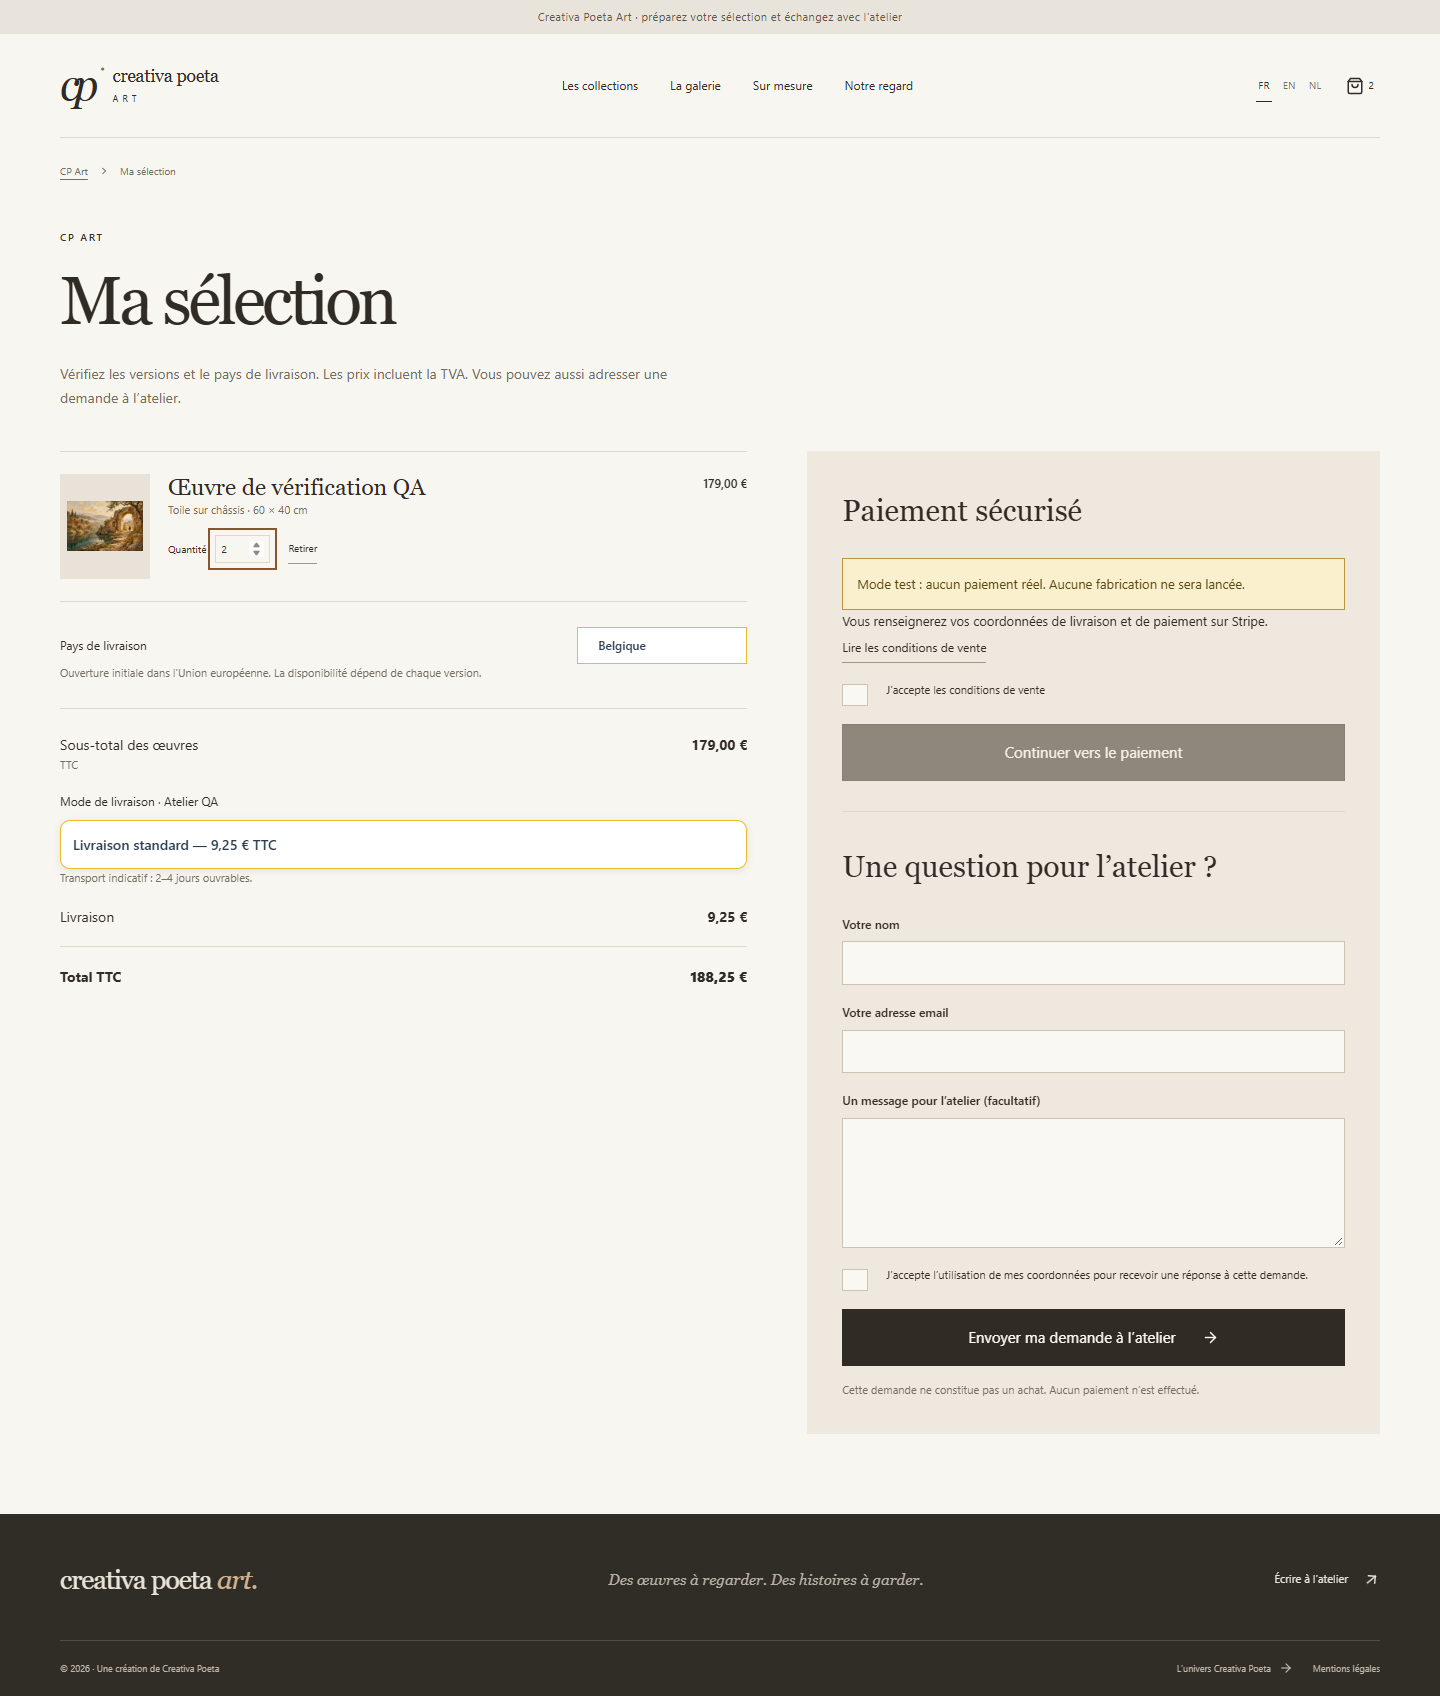 Creativa Poeta Art · préparez votre sélection et échangez avec l'atelier
cp
creativa poeta
ART
Les collections
La galerie
Sur mesure
Notre regard
FR
EN
NL
2
CP Art
Ma sélection
CP ART
Ma sélection
Vérifiez les versions et le pays de livraison. Les prix incluent la TVA. Vous pouvez aussi adresser une
demande à l'atelier.
Œuvre de vérification QA
179,00 €
Toile sur châssis · 60 × 40 cm
Quantité
2
Retirer
Pays de livraison
Belgique
Ouverture initiale dans l'Union européenne. La disponibilité dépend de chaque version.
Sous-total des œuvres
179,00 €
TTC
Mode de livraison · Atelier QA
Livraison standard — 9,25 € TTC
Transport indicatif : 2–4 jours ouvrables.
Livraison
9,25 €
Total TTC
188,25 €
Paiement sécurisé
Mode test : aucun paiement réel. Aucune fabrication ne sera lancée.
Vous renseignerez vos coordonnées de livraison et de paiement sur Stripe.
Lire les conditions de vente
J'accepte les conditions de vente
Continuer vers le paiement
Une question pour l’atelier ?
Votre nom
Votre adresse email
Un message pour l’atelier (facultatif)
J'accepte l’utilisation de mes coordonnées pour recevoir une réponse à cette demande.
Envoyer ma demande à l’atelier
Cette demande ne constitue pas un achat. Aucun paiement n’est effectué.
creativa poeta art.
Des œuvres à regarder. Des histoires à garder.
Écrire à l’atelier
© 2026 · Une création de Creativa Poeta
L'univers Creativa Poeta
Mentions légales